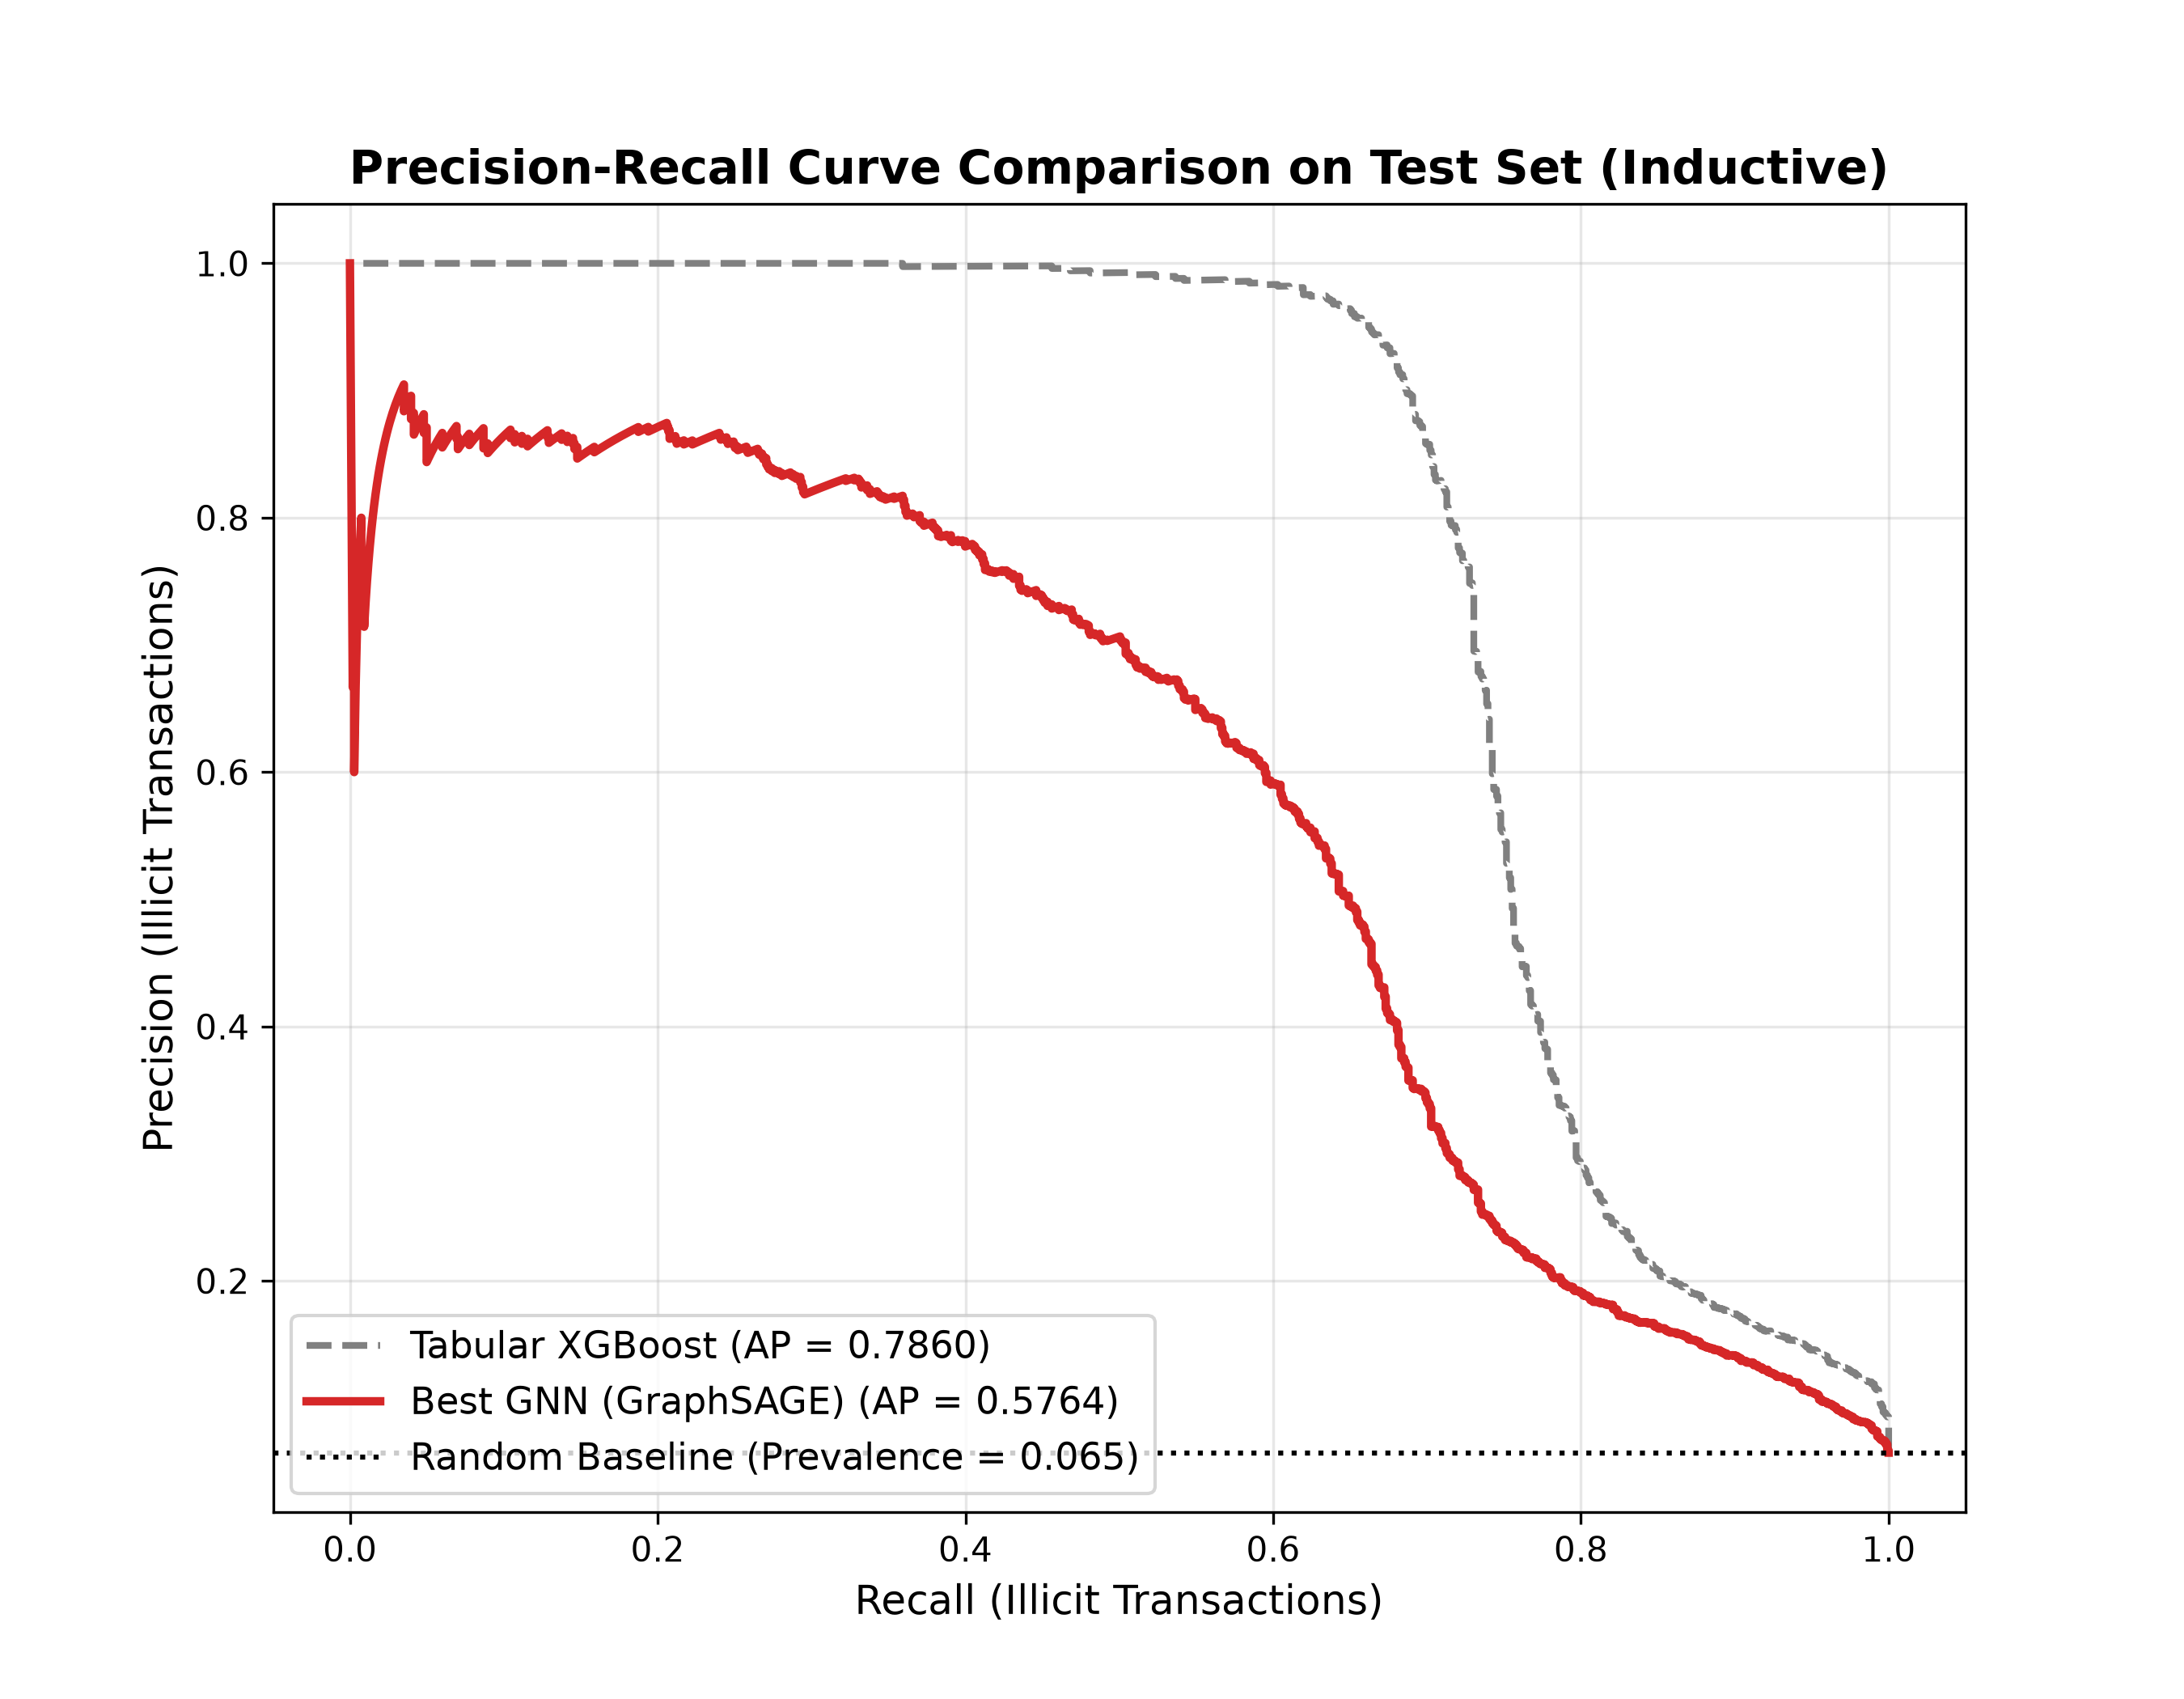 Precision-Recall Curve Comparison on Test Set (Inductive)
Precision (Illicit Transactions)
1.0
0.8
0.6
0.4
0.2
Tabular XGBoost (AP = 0.7860)
Best GNN (GraphSAGE) (AP = 0.5764)
Random Baseline (Prevalence = 0.065)
0.0 0.2 0.4 0.6 0.8 1.0
Recall (Illicit Transactions)